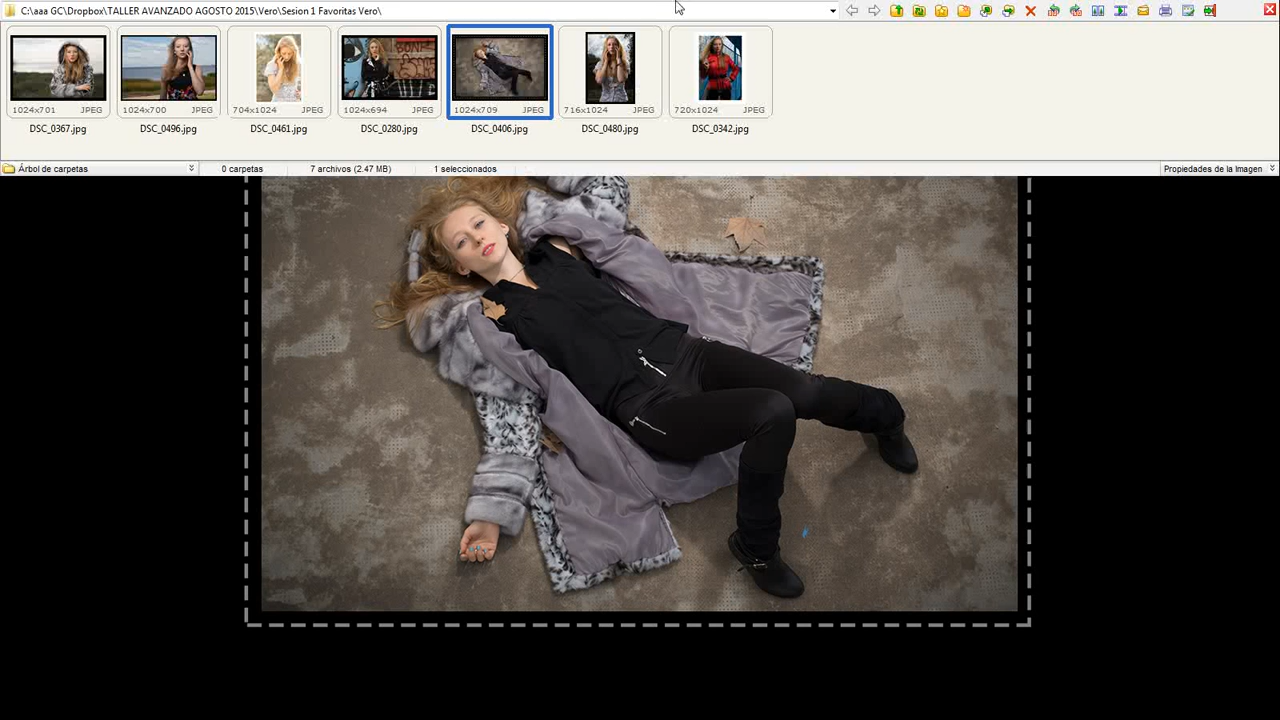 C:\aaa GC\Dropbox\TALLER AVANZADO AGOSTO 2015\Vero\Sesion 1 Favoritas Vero\
1024x701 JPEG
1024x700 JPEG
704x1024 JPEG
1024x694 JPEG
1024x709 JPEG
716x1024 JPEG
720x1024 JPEG
DSC_0367.jpg
DSC_0496.jpg
DSC_0461.jpg
DSC_0280.jpg
DSC_0406.jpg
DSC_0480.jpg
DSC_0342.jpg
Árbol de carpetas
0 carpetas
7 archivos (2.47 MB)
1 seleccionados
Propiedades de la Imagen